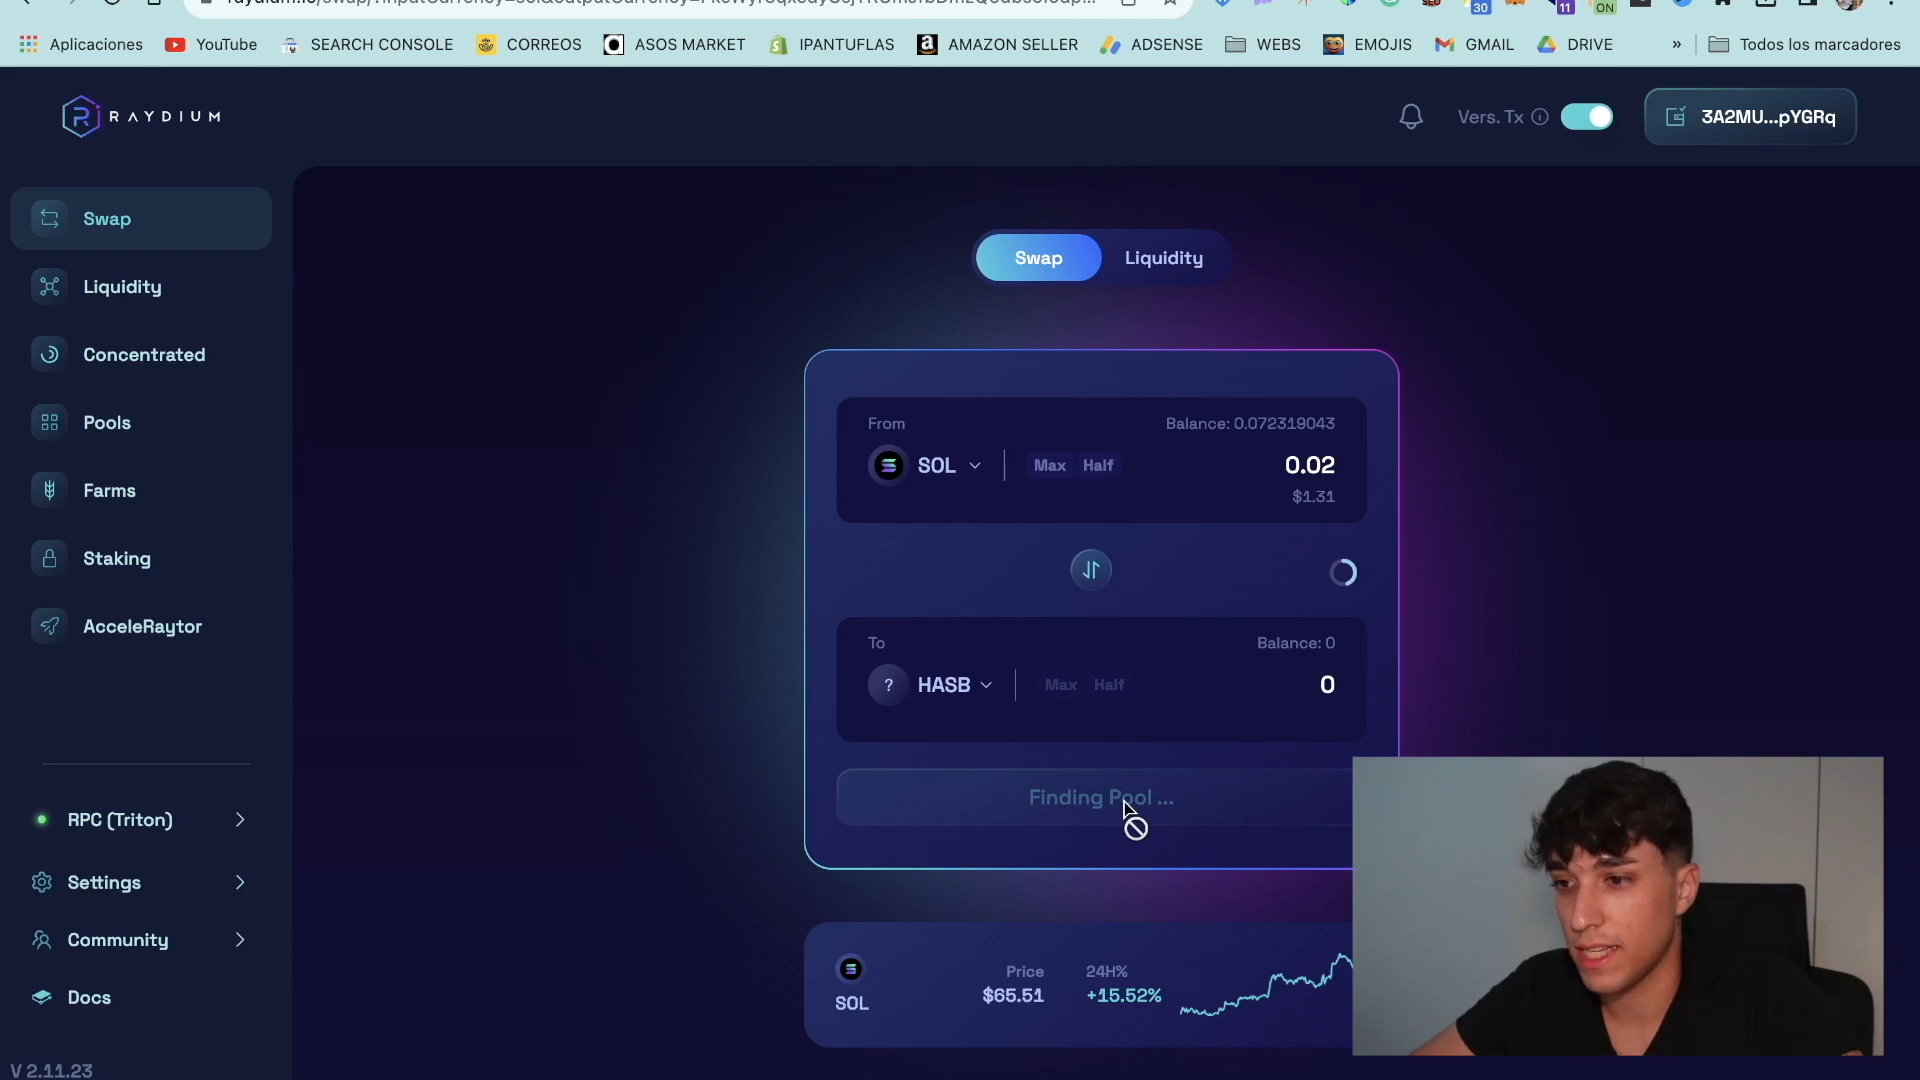 Aplicaciones YouTube SEARCH CONSOLE CORREOS ASOS MARKET IPANTUFLAS AMAZON SELLER ADSENSE WEBS EMOJIS GMAIL DRIVE » Todos los marcadores
30 11 ON
RAYDIUM
Vers. Tx
3A2MU...pYGRq
Swap
Liquidity
Concentrated
Pools
Farms
Staking
AcceleRaytor
RPC (Triton)
Settings
Community
Docs
V 2.11.23
Swap Liquidity
From Balance: 0.072319043
SOL Max Half 0.02
$1.31
To Balance: 0
? HASB Max Half 0
Finding Pool ...
SOL
Price 24H%
$65.51 +15.52%